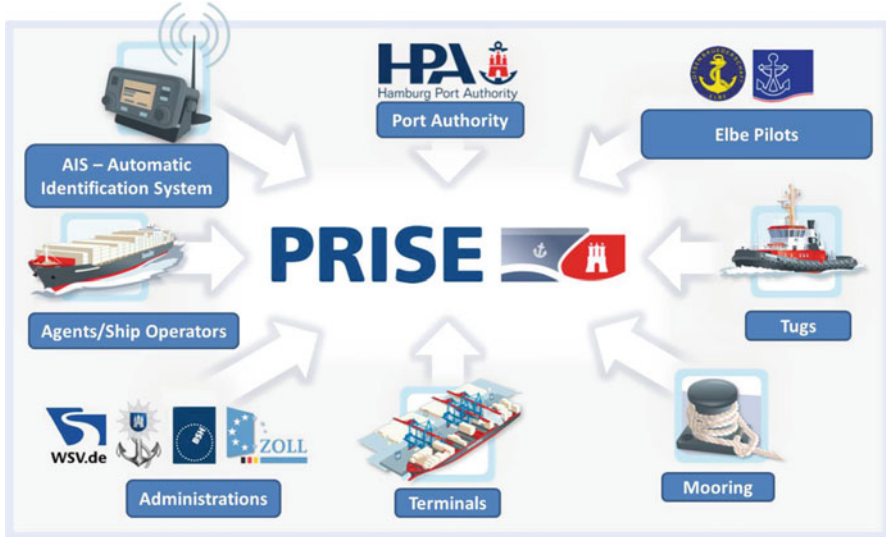 HPA
Hamburg Port Authority
Port Authority
Elbe Pilots
AIS – Automatic
Identification System
PRISE
Agents/Ship Operators
Tugs
WSV.de
BSH
ZOLL
Administrations
Terminals
Mooring